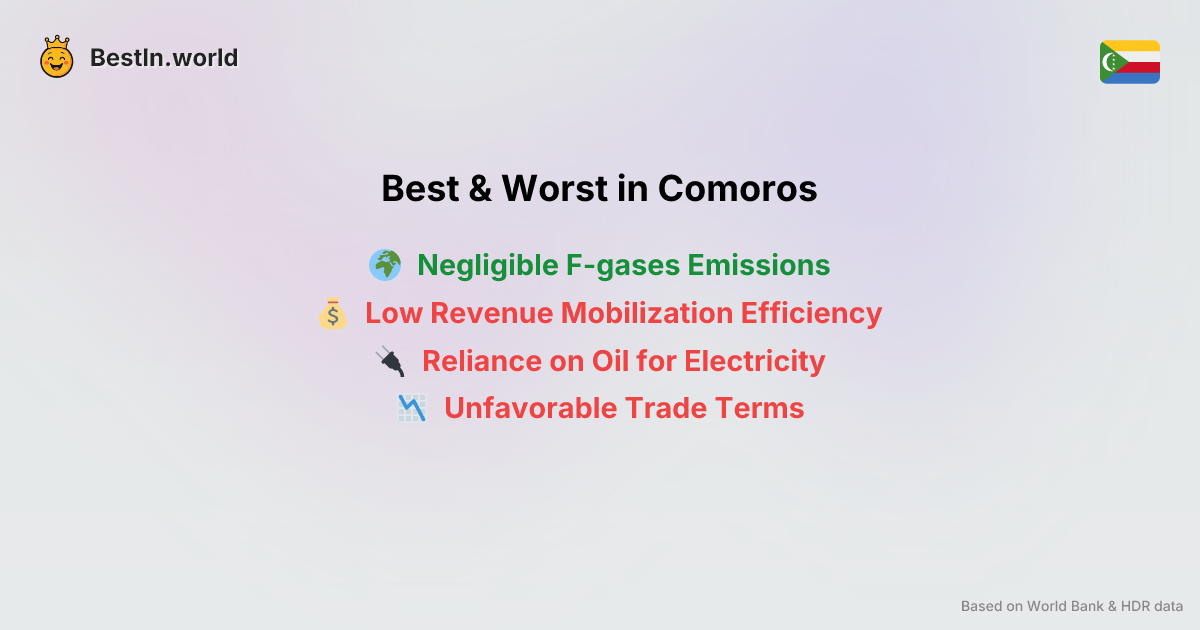 BestIn.world
Best & Worst in Comoros
Negligible F-gases Emissions
Low Revenue Mobilization Efficiency
Reliance on Oil for Electricity
Unfavorable Trade Terms
Based on World Bank & HDR data